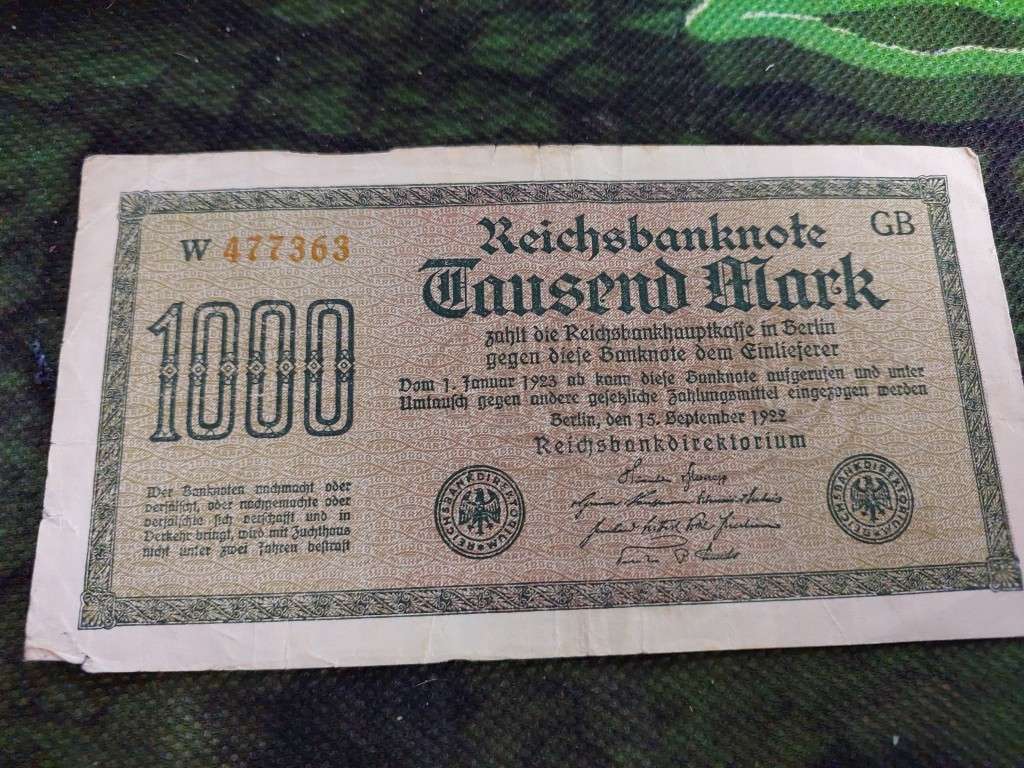 W 477363
GB
Reichsbanknote
Tausend Mark
1000
zahlt die Reichsbankhauptkasse in Berlin
gegen diese Banknote dem Einlieferer
Vom 1. Januar 1923 ab kann diese Banknote aufgerufen und unter
Umtausch gegen andere gesetzliche Zahlungsmittel eingezogen werden
Berlin, den 15. September 1922
Reichsbankdirektorium
Wer Banknoten nachmacht oder
verfälscht, oder nachgemachte oder
verfälschte sich verschafft und in
Verkehr bringt, wird mit Zuchthaus
nicht unter zwei Jahren bestraft
REICHSBANKDIREKTORIUM
REICHSBANKDIREKTORIUM